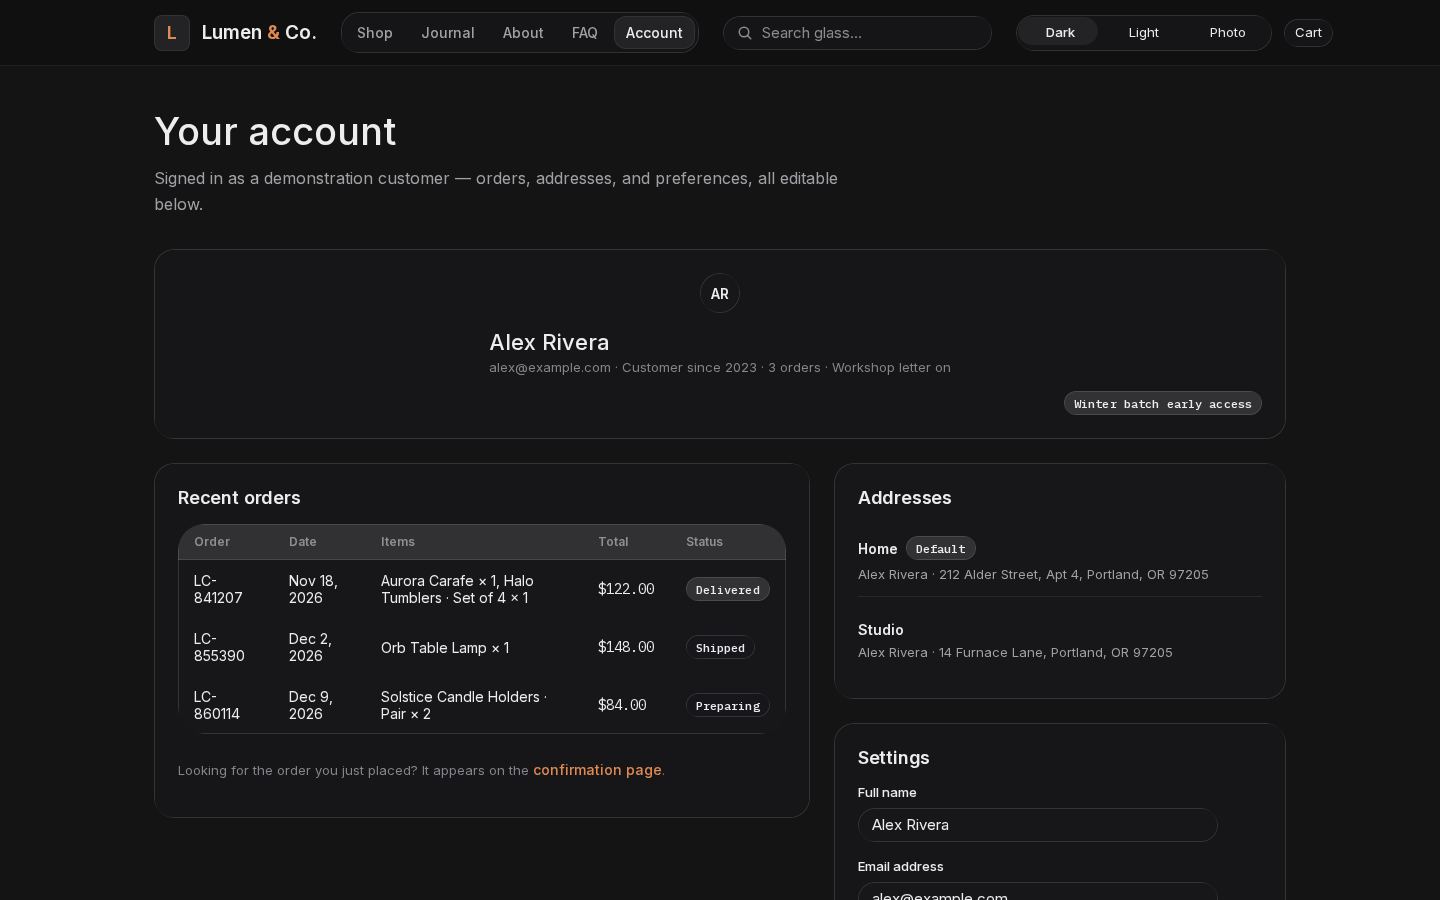 L Lumen & Co. Shop Journal About FAQ Account Search glass... Dark Light Photo Cart
Your account
Signed in as a demonstration customer — orders, addresses, and preferences, all editable
below.
AR
Alex Rivera
alex@example.com · Customer since 2023 · 3 orders · Workshop letter on
Winter batch early access
Recent orders
Order Date Items Total Status
LC-
841207
Nov 18,
2026
Aurora Carafe × 1, Halo
Tumblers · Set of 4 × 1
$122.00
Delivered
LC-
855390
Dec 2,
2026
Orb Table Lamp × 1
$148.00
Shipped
LC-
860114
Dec 9,
2026
Solstice Candle Holders ·
Pair × 2
$84.00
Preparing
Looking for the order you just placed? It appears on the confirmation page.
Addresses
Home Default
Alex Rivera · 212 Alder Street, Apt 4, Portland, OR 97205
Studio
Alex Rivera · 14 Furnace Lane, Portland, OR 97205
Settings
Full name
Alex Rivera
Email address
alex@example.com